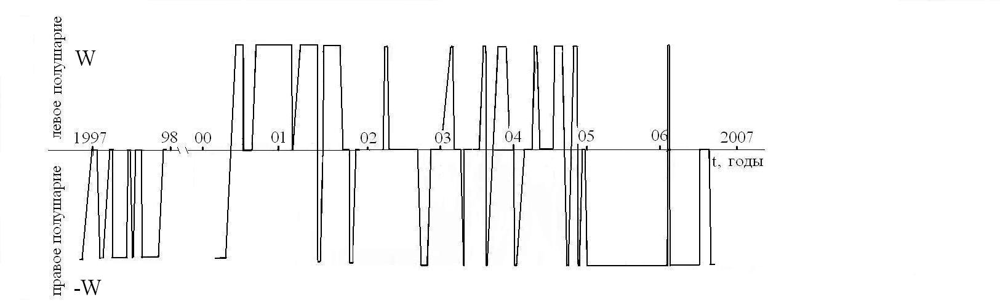 левое полушарие
W
1997 98 00 01 02 03 04 05 06 2007
t, годы
правое полушарие
-W